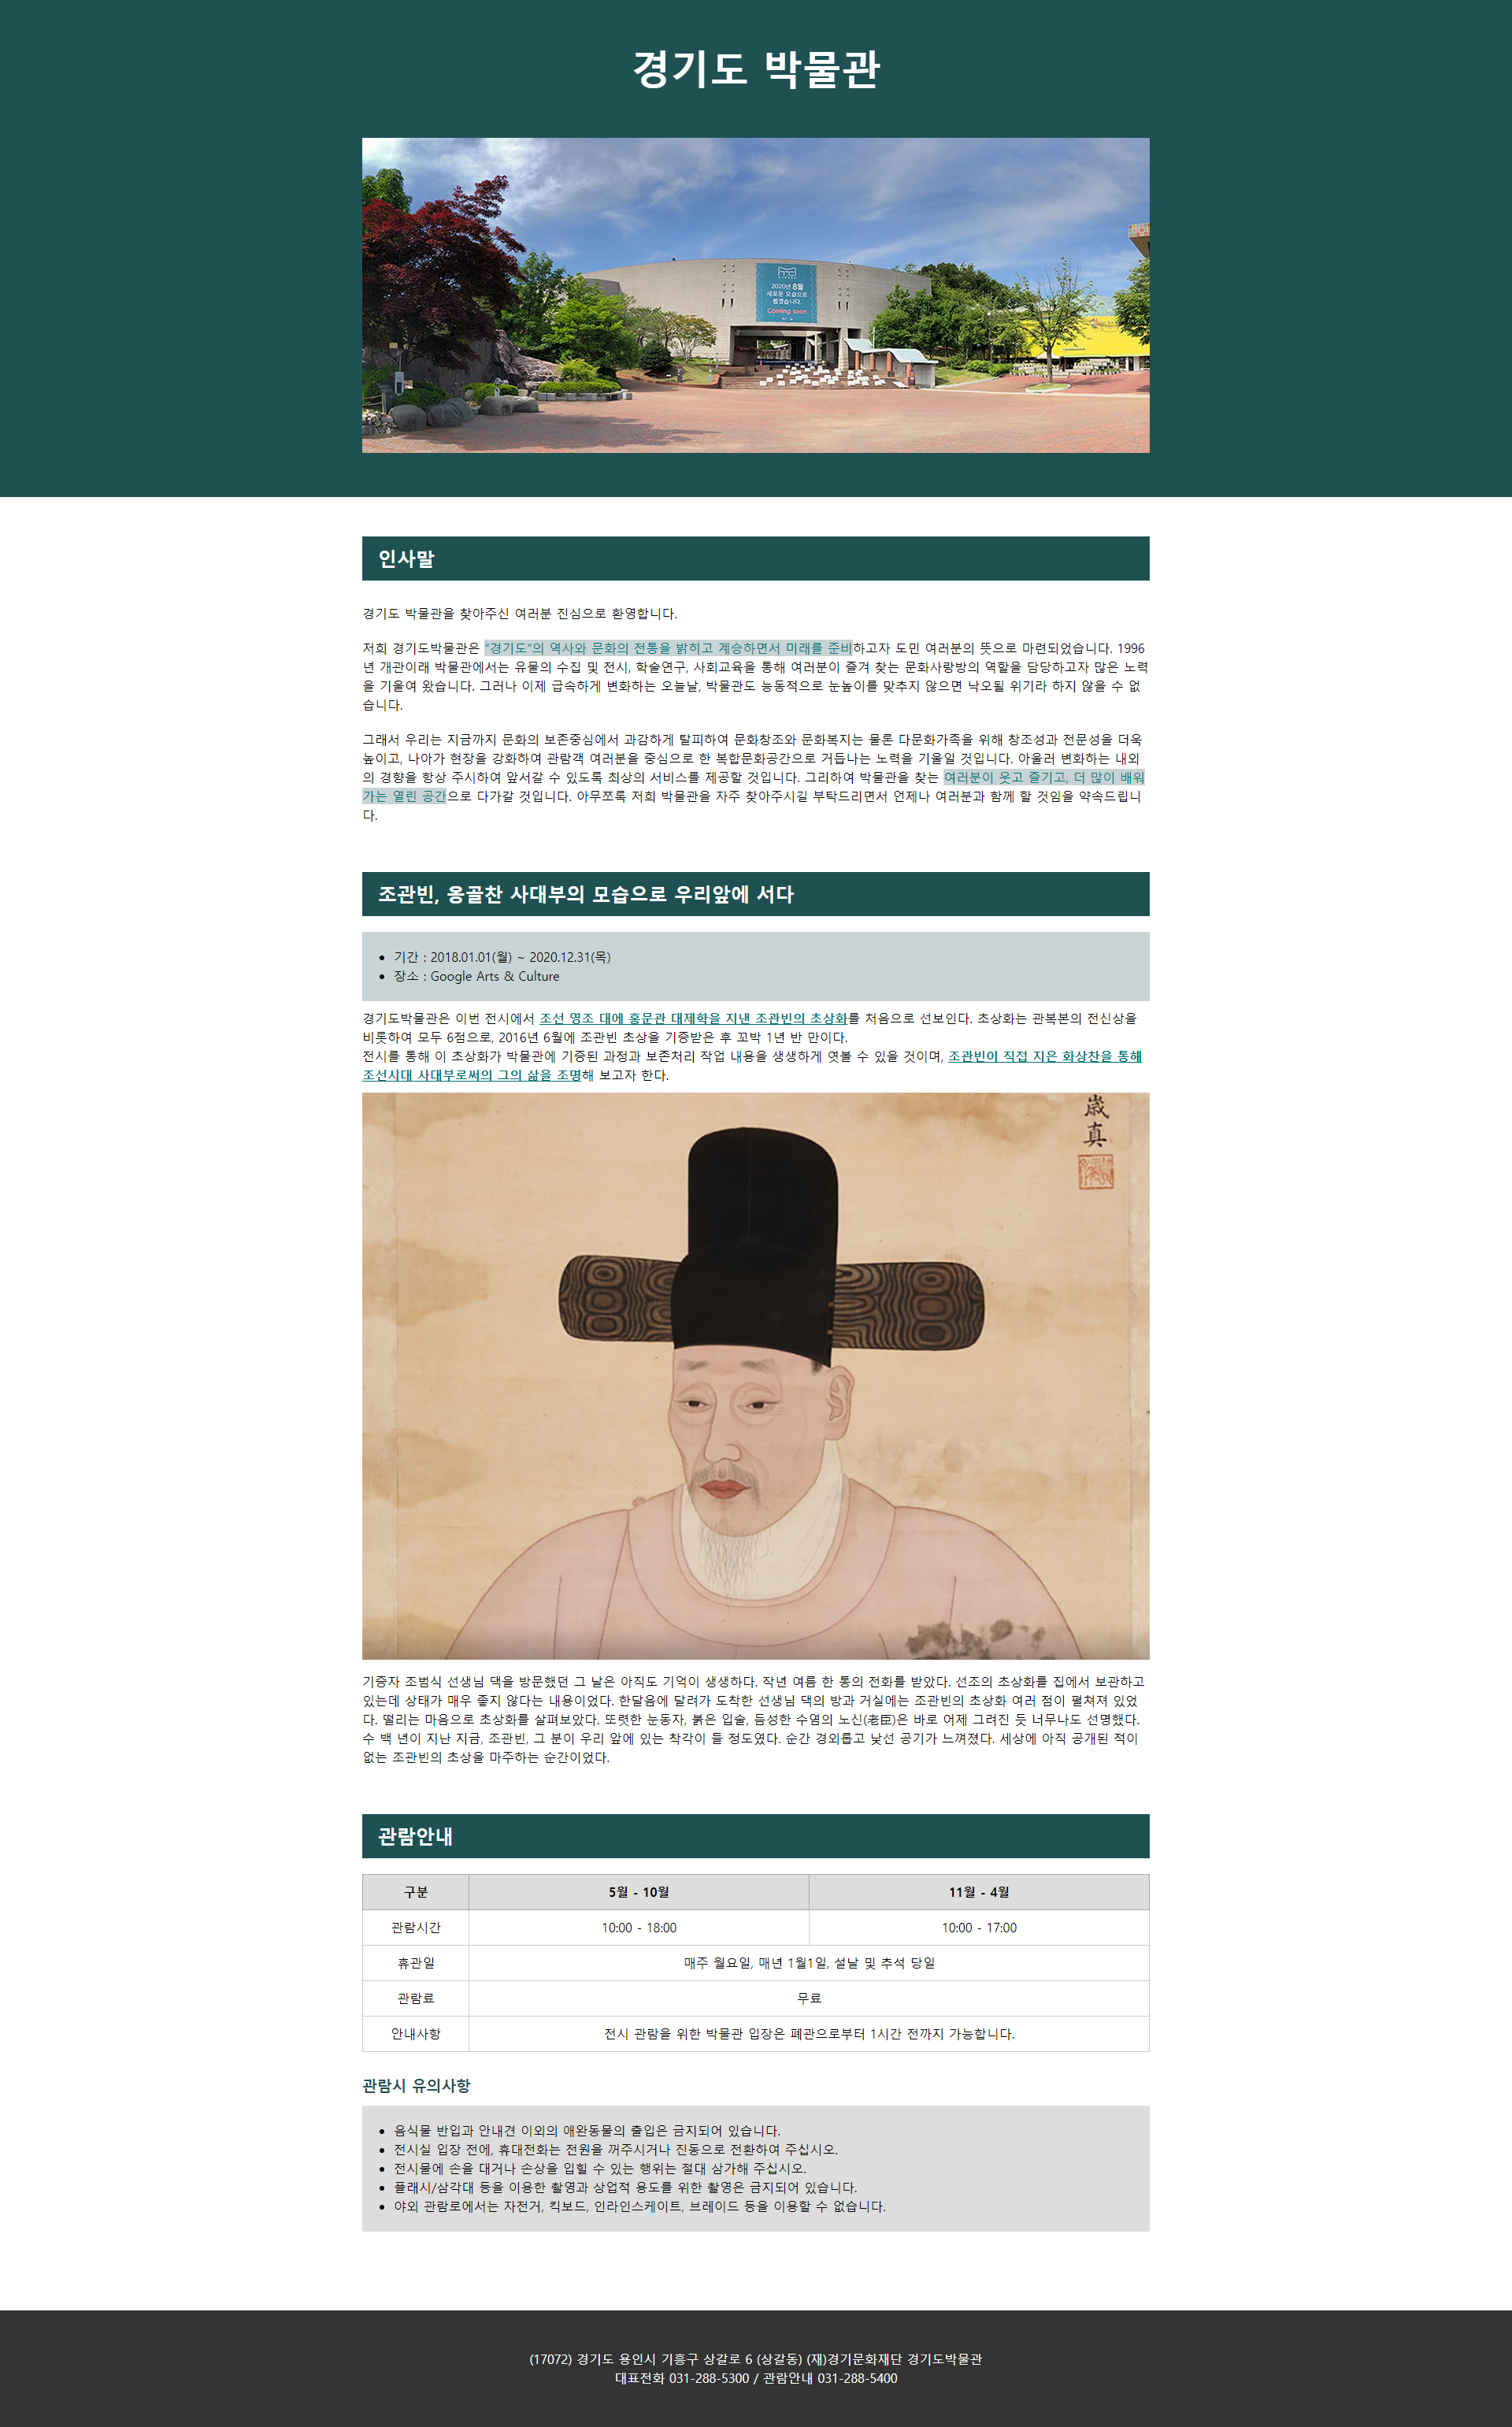 경기도 박물관
2020년 8월
새로운 모습으로
뵙겠습니다.
Coming soon
인사말
경기도 박물관을 찾아주신 여러분 진심으로 환영합니다.
저희 경기도박물관은 "경기도"의 역사와 문화의 전통을 밝히고 계승하면서 미래를 준비하고자 도민 여러분의 뜻으로 마련되었습니다. 1996
년 개관이래 박물관에서는 유물의 수집 및 전시, 학술연구, 사회교육을 통해 여러분이 즐겨 찾는 문화사랑방의 역할을 담당하고자 많은 노력
을 기울여 왔습니다. 그러나 이제 급속하게 변화하는 오늘날, 박물관도 능동적으로 눈높이를 맞추지 않으면 낙오될 위기라 하지 않을 수 없
습니다.
그래서 우리는 지금까지 문화의 보존중심에서 과감하게 탈피하여 문화창조와 문화복지는 물론 다문화가족을 위해 창조성과 전문성을 더욱
높이고, 나아가 현장을 강화하여 관람객 여러분을 중심으로 한 복합문화공간으로 거듭나는 노력을 기울일 것입니다. 아울러 변화하는 내외
의 경향을 항상 주시하여 앞서갈 수 있도록 최상의 서비스를 제공할 것입니다. 그리하여 박물관을 찾는 여러분이 웃고 즐기고, 더 많이 배워
가는 열린 공간으로 다가갈 것입니다. 아무쪼록 저희 박물관을 자주 찾아주시길 부탁드리면서 언제나 여러분과 함께 할 것임을 약속드립니
다.
조관빈, 옹골찬 사대부의 모습으로 우리앞에 서다
기간 : 2018.01.01(월) ~ 2020.12.31(목)
장소 : Google Arts & Culture
경기도박물관은 이번 전시에서 조선 영조 대에 홍문관 대제학을 지낸 조관빈의 초상화를 처음으로 선보인다. 초상화는 관복본의 전신상을
비롯하여 모두 6점으로, 2016년 6월에 조관빈 초상을 기증받은 후 꼬박 1년 반 만이다.
전시를 통해 이 초상화가 박물관에 기증된 과정과 보존처리 작업 내용을 생생하게 엿볼 수 있을 것이며, 조관빈이 직접 지은 화상찬을 통해
조선시대 사대부로써의 그의 삶을 조명해 보고자 한다.
歳
真
기증자 조범식 선생님 댁을 방문했던 그 날은 아직도 기억이 생생하다. 작년 여름 한 통의 전화를 받았다. 선조의 초상화를 집에서 보관하고
있는데 상태가 매우 좋지 않다는 내용이었다. 한달음에 달려가 도착한 선생님 댁의 방과 거실에는 조관빈의 초상화 여러 점이 펼쳐져 있었
다. 떨리는 마음으로 초상화를 살펴보았다. 또렷한 눈동자, 붉은 입술, 듬성한 수염의 노신(老臣)은 바로 어제 그려진 듯 너무나도 선명했다.
수 백 년이 지난 지금, 조관빈, 그 분이 우리 앞에 있는 착각이 들 정도였다. 순간 경외롭고 낯선 공기가 느껴졌다. 세상에 아직 공개된 적이
없는 조관빈의 초상을 마주하는 순간이었다.
관람안내
구분 5월 - 10월 11월 - 4월
관람시간 10:00 - 18:00 10:00 - 17:00
휴관일 매주 월요일, 매년 1월1일, 설날 및 추석 당일
관람료 무료
안내사항 전시 관람을 위한 박물관 입장은 폐관으로부터 1시간 전까지 가능합니다.
관람시 유의사항
음식물 반입과 안내견 이외의 애완동물의 출입은 금지되어 있습니다.
전시실 입장 전에, 휴대전화는 전원을 꺼주시거나 진동으로 전환하여 주십시오.
전시물에 손을 대거나 손상을 입힐 수 있는 행위는 절대 삼가해 주십시오.
플래시/삼각대 등을 이용한 촬영과 상업적 용도를 위한 촬영은 금지되어 있습니다.
야외 관람로에서는 자전거, 킥보드, 인라인스케이트, 브레이드 등을 이용할 수 없습니다.
(17072) 경기도 용인시 기흥구 상갈로 6 (상갈동) (재)경기문화재단 경기도박물관
대표전화 031-288-5300 / 관람안내 031-288-5400